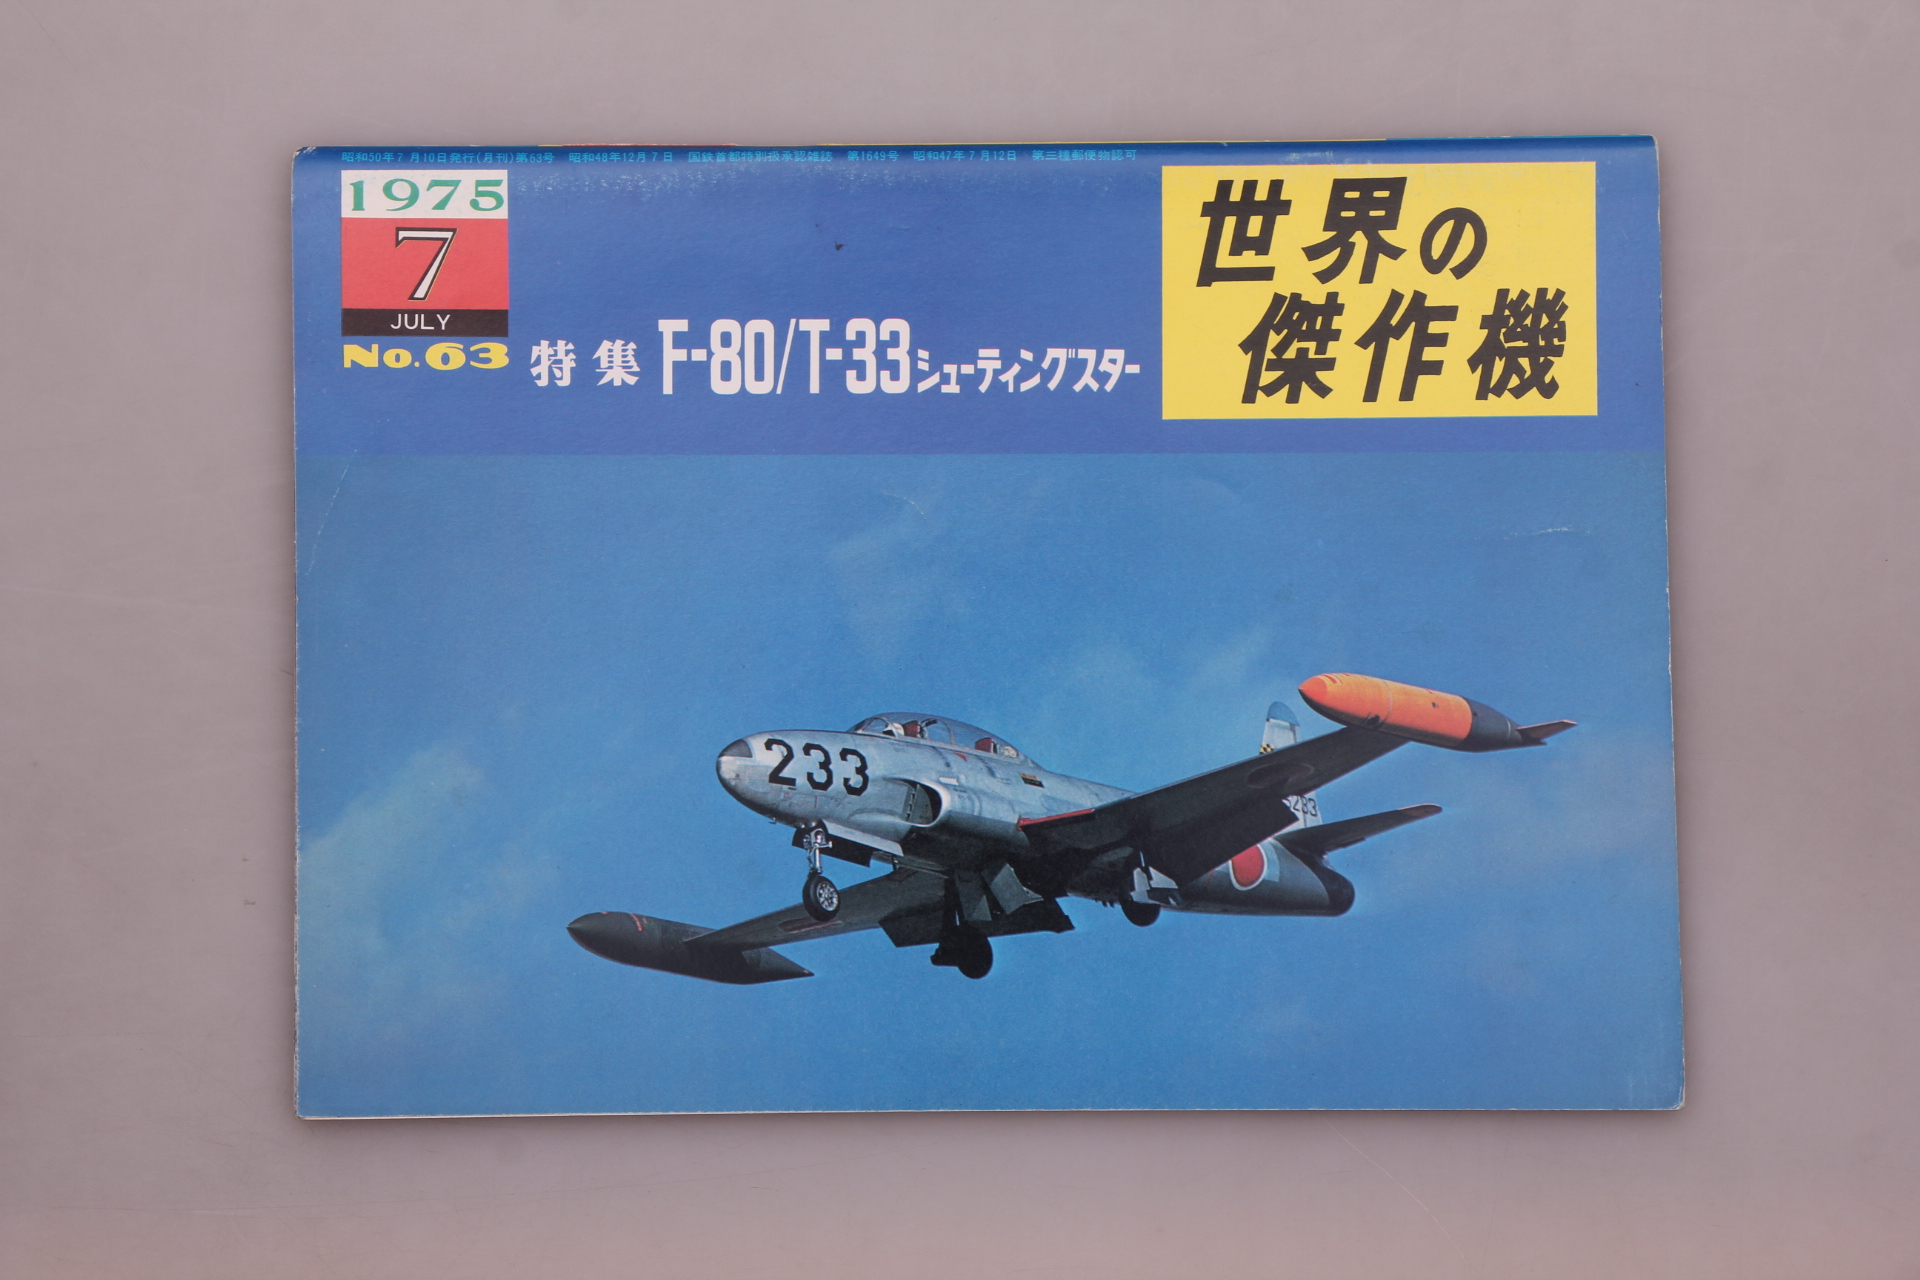 昭和50年7月10日発行(月刊)第63号 昭和48年12月7日 国鉄首都特別扱承認雑誌 第1649号 昭和47年7月12日 第三種郵便物認可
1975
7
JULY
No.63
特集 F-80/T-33シューティングスター
世界の
傑作機
233